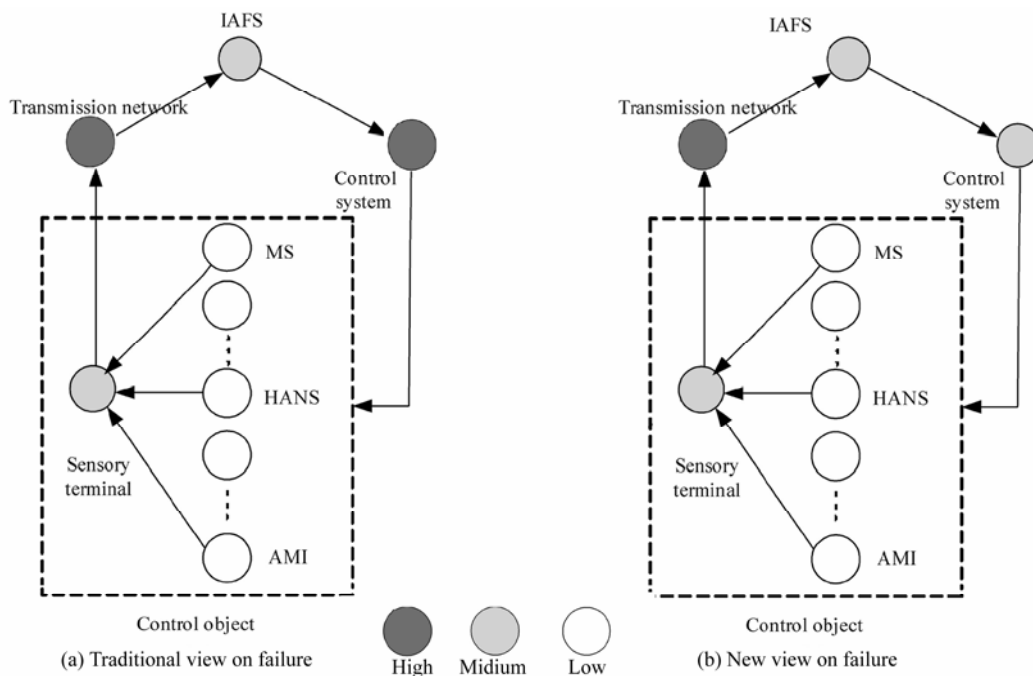 IAFS
Transmission network
Control
system
MS
HANS
Sensory
terminal
AMI
Control object
(a) Traditional view on failure
IAFS
Transmission network
Control
system
MS
HANS
Sensory
terminal
AMI
Control object
(b) New view on failure
High
Midium
Low